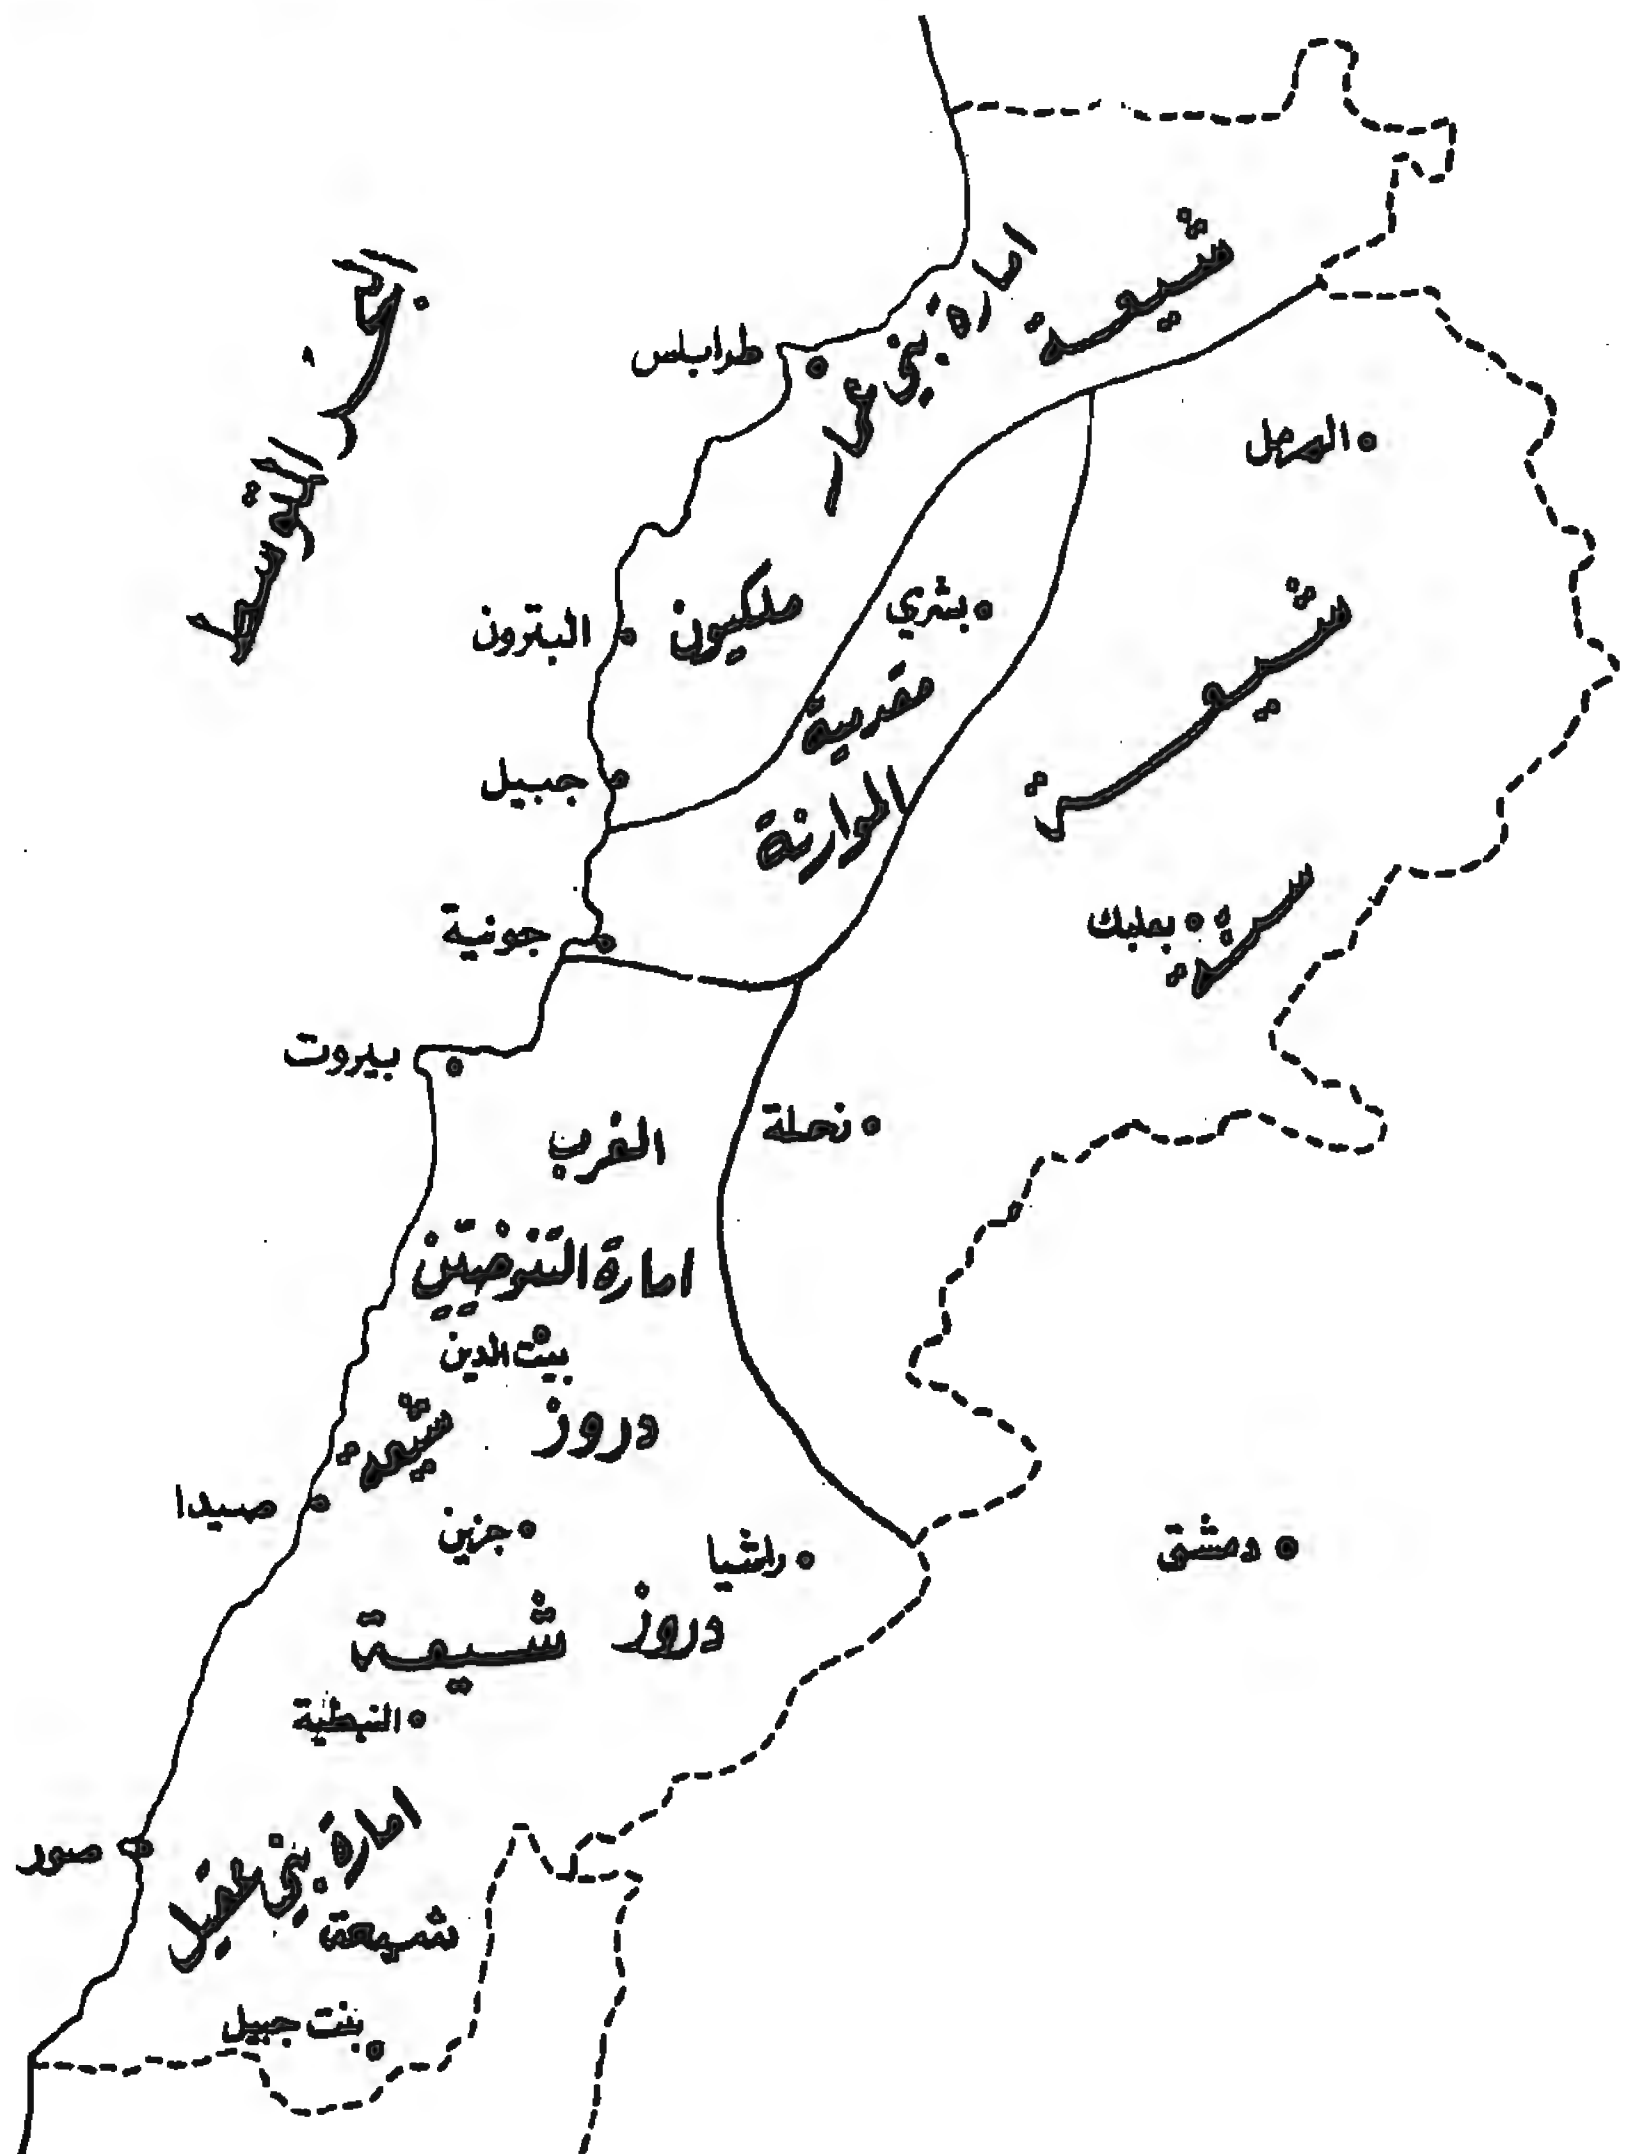 البحر المتوسط
شيعة
امارة بني عمار
طرابلس
الهرمل
ملكيون
البترون
بشري
مقدمية
الموارنة
شيعة
جبيل
سنة
بعلبك
جونية
بيروت
نحلة
الغرب
امارة التنوخيين
بيت الدين
دروز
شيعة
صيدا
جزين
راشيا
دمشق
دروز
شيعة
النبطية
صور
امارة بني عقيل
شيعة
بنت جبيل